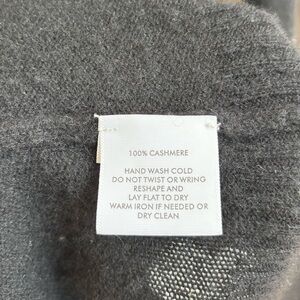 100% CASHMERE
HAND WASH COLD
DO NOT TWIST OR WRING
RESHAPE AND
LAY FLAT TO DRY
WARM IRON IF NEEDED OR
DRY CLEAN